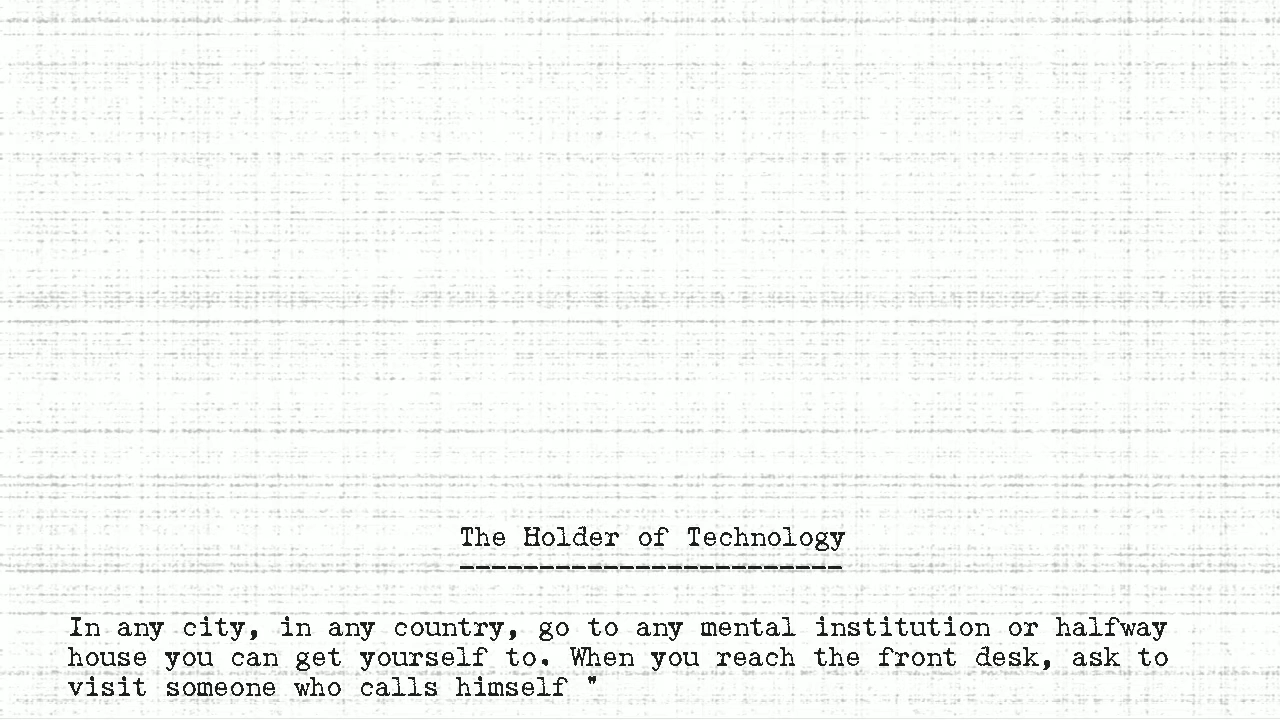 The Holder of Technology
------------------------
In any city, in any country, go to any mental institution or halfway
house you can get yourself to. When you reach the front desk, ask to
visit someone who calls himself "